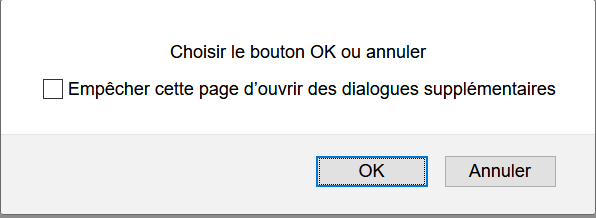 Choisir le bouton OK ou annuler
Empêcher cette page d’ouvrir des dialogues supplémentaires
OK
Annuler